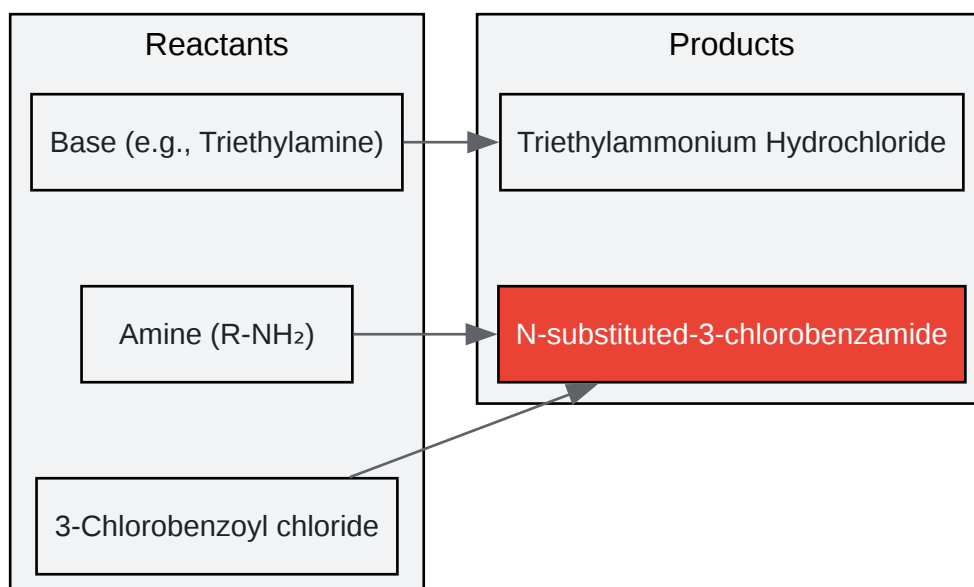 Reactants
Products
Base (e.g., Triethylamine)
Triethylammonium Hydrochloride
Amine (R-NH₂)
N-substituted-3-chlorobenzamide
3-Chlorobenzoyl chloride